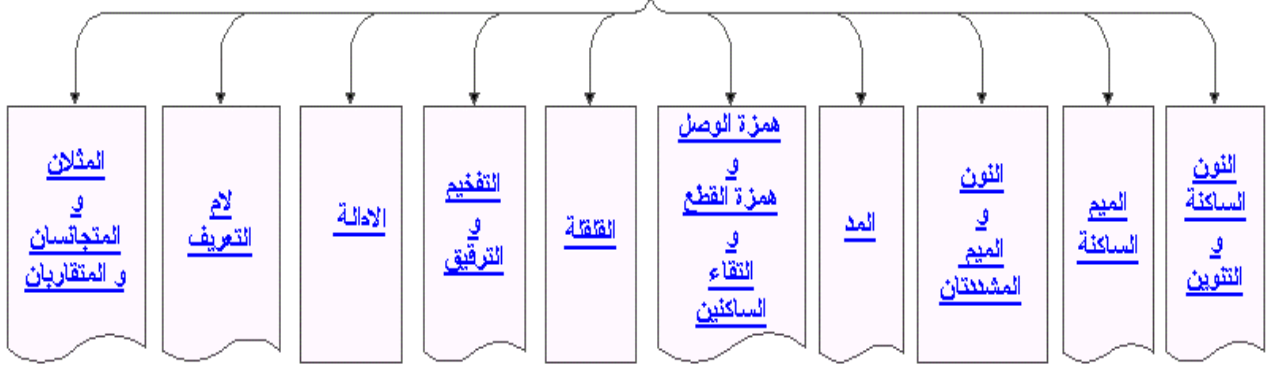 النون
الساكنة
و
التنوين
الميم
الساكنة
النون
و
الميم
المشددتان
المد
همزة الوصل
و
همزة القطع
و
التقاء
الساكنين
القلقلة
التفخيم
و
الترقيق
الامالة
لام
التعريف
المثلان
و
المتجانسان
و المتقاربان